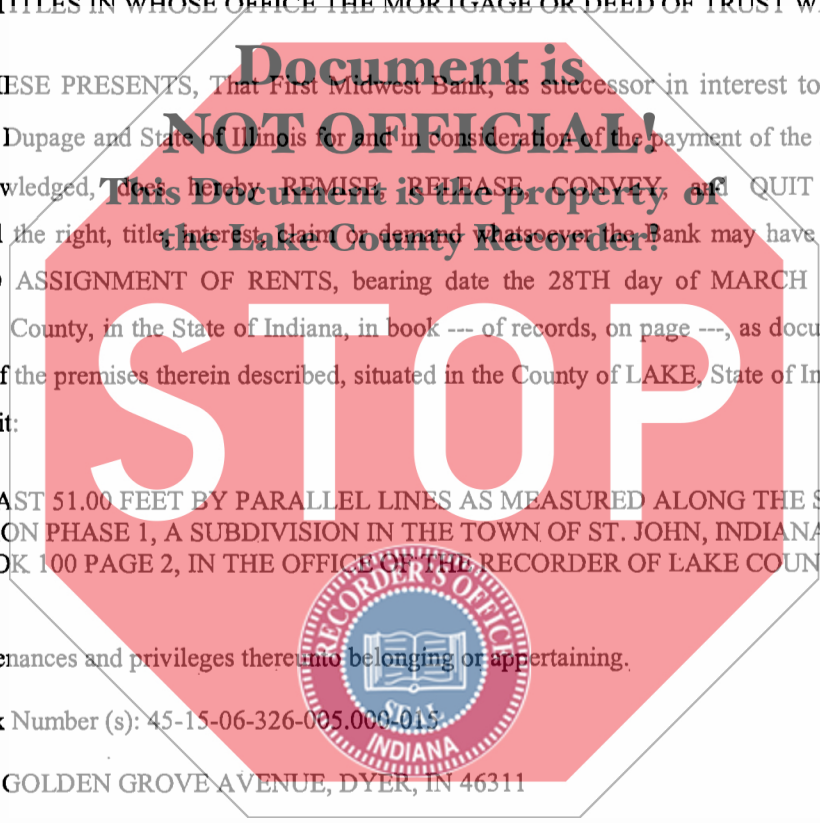 TITLES IN WHOSE OFFICE THE MORTGAGE OR DEED OF TRUST W
Document is
ESE PRESENTS, That First Midwest Bank, as successor in interest to
NOT OFFICIAL!
Dupage and State of Illinois for and in consideration of the payment of the
This Document is the property of
wledged, does hereby REMISE, RELEASE, CONVEY, and QUIT
the Lake County Recorder!
the right, title, interest, claim or demand whatsoever the Bank may have
ASSIGNMENT OF RENTS, bearing date the 28TH day of MARCH
County, in the State of Indiana, in book --- of records, on page ---, as docu
f the premises therein described, situated in the County of LAKE, State of In
it:
STOP
AST 51.00 FEET BY PARALLEL LINES AS MEASURED ALONG THE S
ON PHASE 1, A SUBDIVISION IN THE TOWN OF ST. JOHN, INDIANA
OK 100 PAGE 2, IN THE OFFICE OF THE RECORDER OF LAKE COUN
RECORDER'S OFFICE
enances and privileges thereunto belonging or appertaining.
SEAL
x Number (s): 45-15-06-326-005.000-015
INDIANA
GOLDEN GROVE AVENUE, DYER, IN 46311